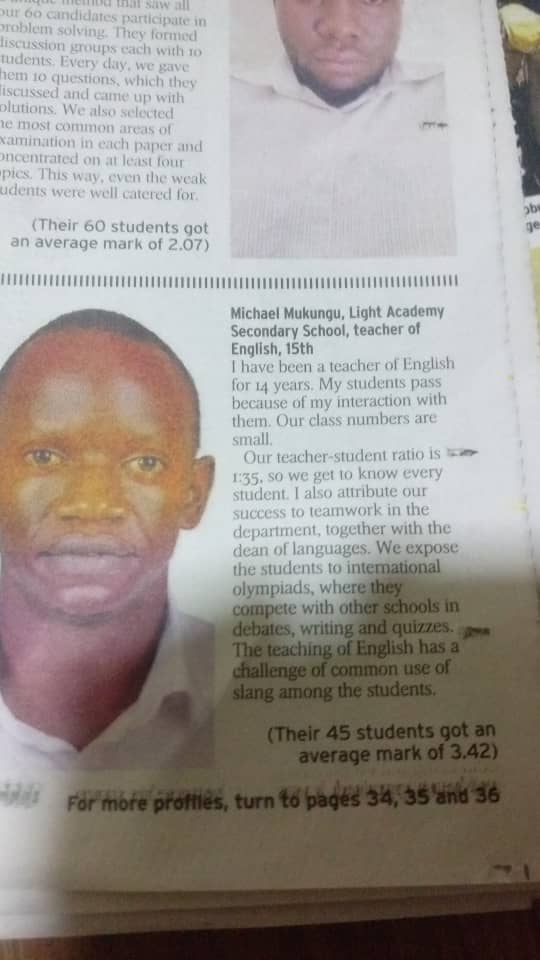 method that saw all
our 60 candidates participate in
problem solving. They formed
discussion groups each with 10
students. Every day, we gave
them 10 questions, which they
discussed and came up with
solutions. We also selected
he most common areas of
xamination in each paper and
oncentrated on at least four
opics. This way, even the weak
udents were well catered for.
(Their 60 students got
an average mark of 2.07)
Michael Mukungu, Light Academy
Secondary School, teacher of
English, 15th
I have been a teacher of English
for 14 years. My students pass
because of my interaction with
them. Our class numbers are
small.
Our teacher-student ratio is
1:35, so we get to know every
student. I also attribute our
success to teamwork in the
department, together with the
dean of languages. We expose
the students to international
olympiads, where they
compete with other schools in
debates, writing and quizzes.
The teaching of English has a
challenge of common use of
slang among the students.
(Their 45 students got an
average mark of 3.42)
For more profiles, turn to pages 34, 35 and 36